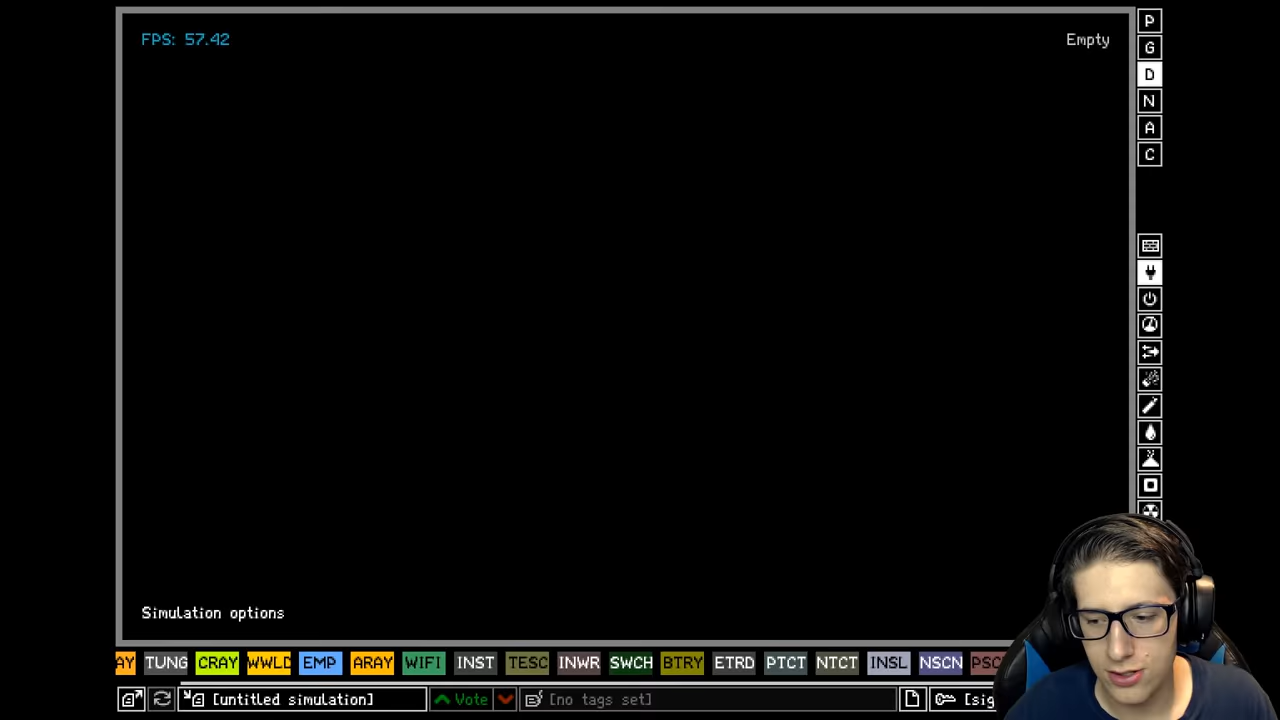 FPS: 57.42
Empty
P
G
D
N
A
C
Simulation options
AY TUNG CRAY WWLD EMP ARAY WIFI INST TESC INWR SWCH BTRY ETRD PTCT NTCT INSL NSCN PSC
[untitled simulation] Vote [no tags set] [sig